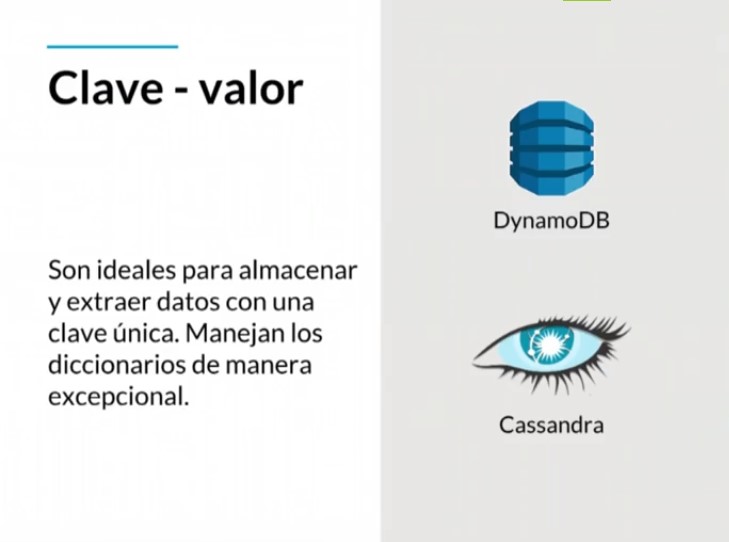 Clave - valor
Son ideales para almacenar
y extraer datos con una
clave única. Manejan los
diccionarios de manera
excepcional.
DynamoDB
Cassandra